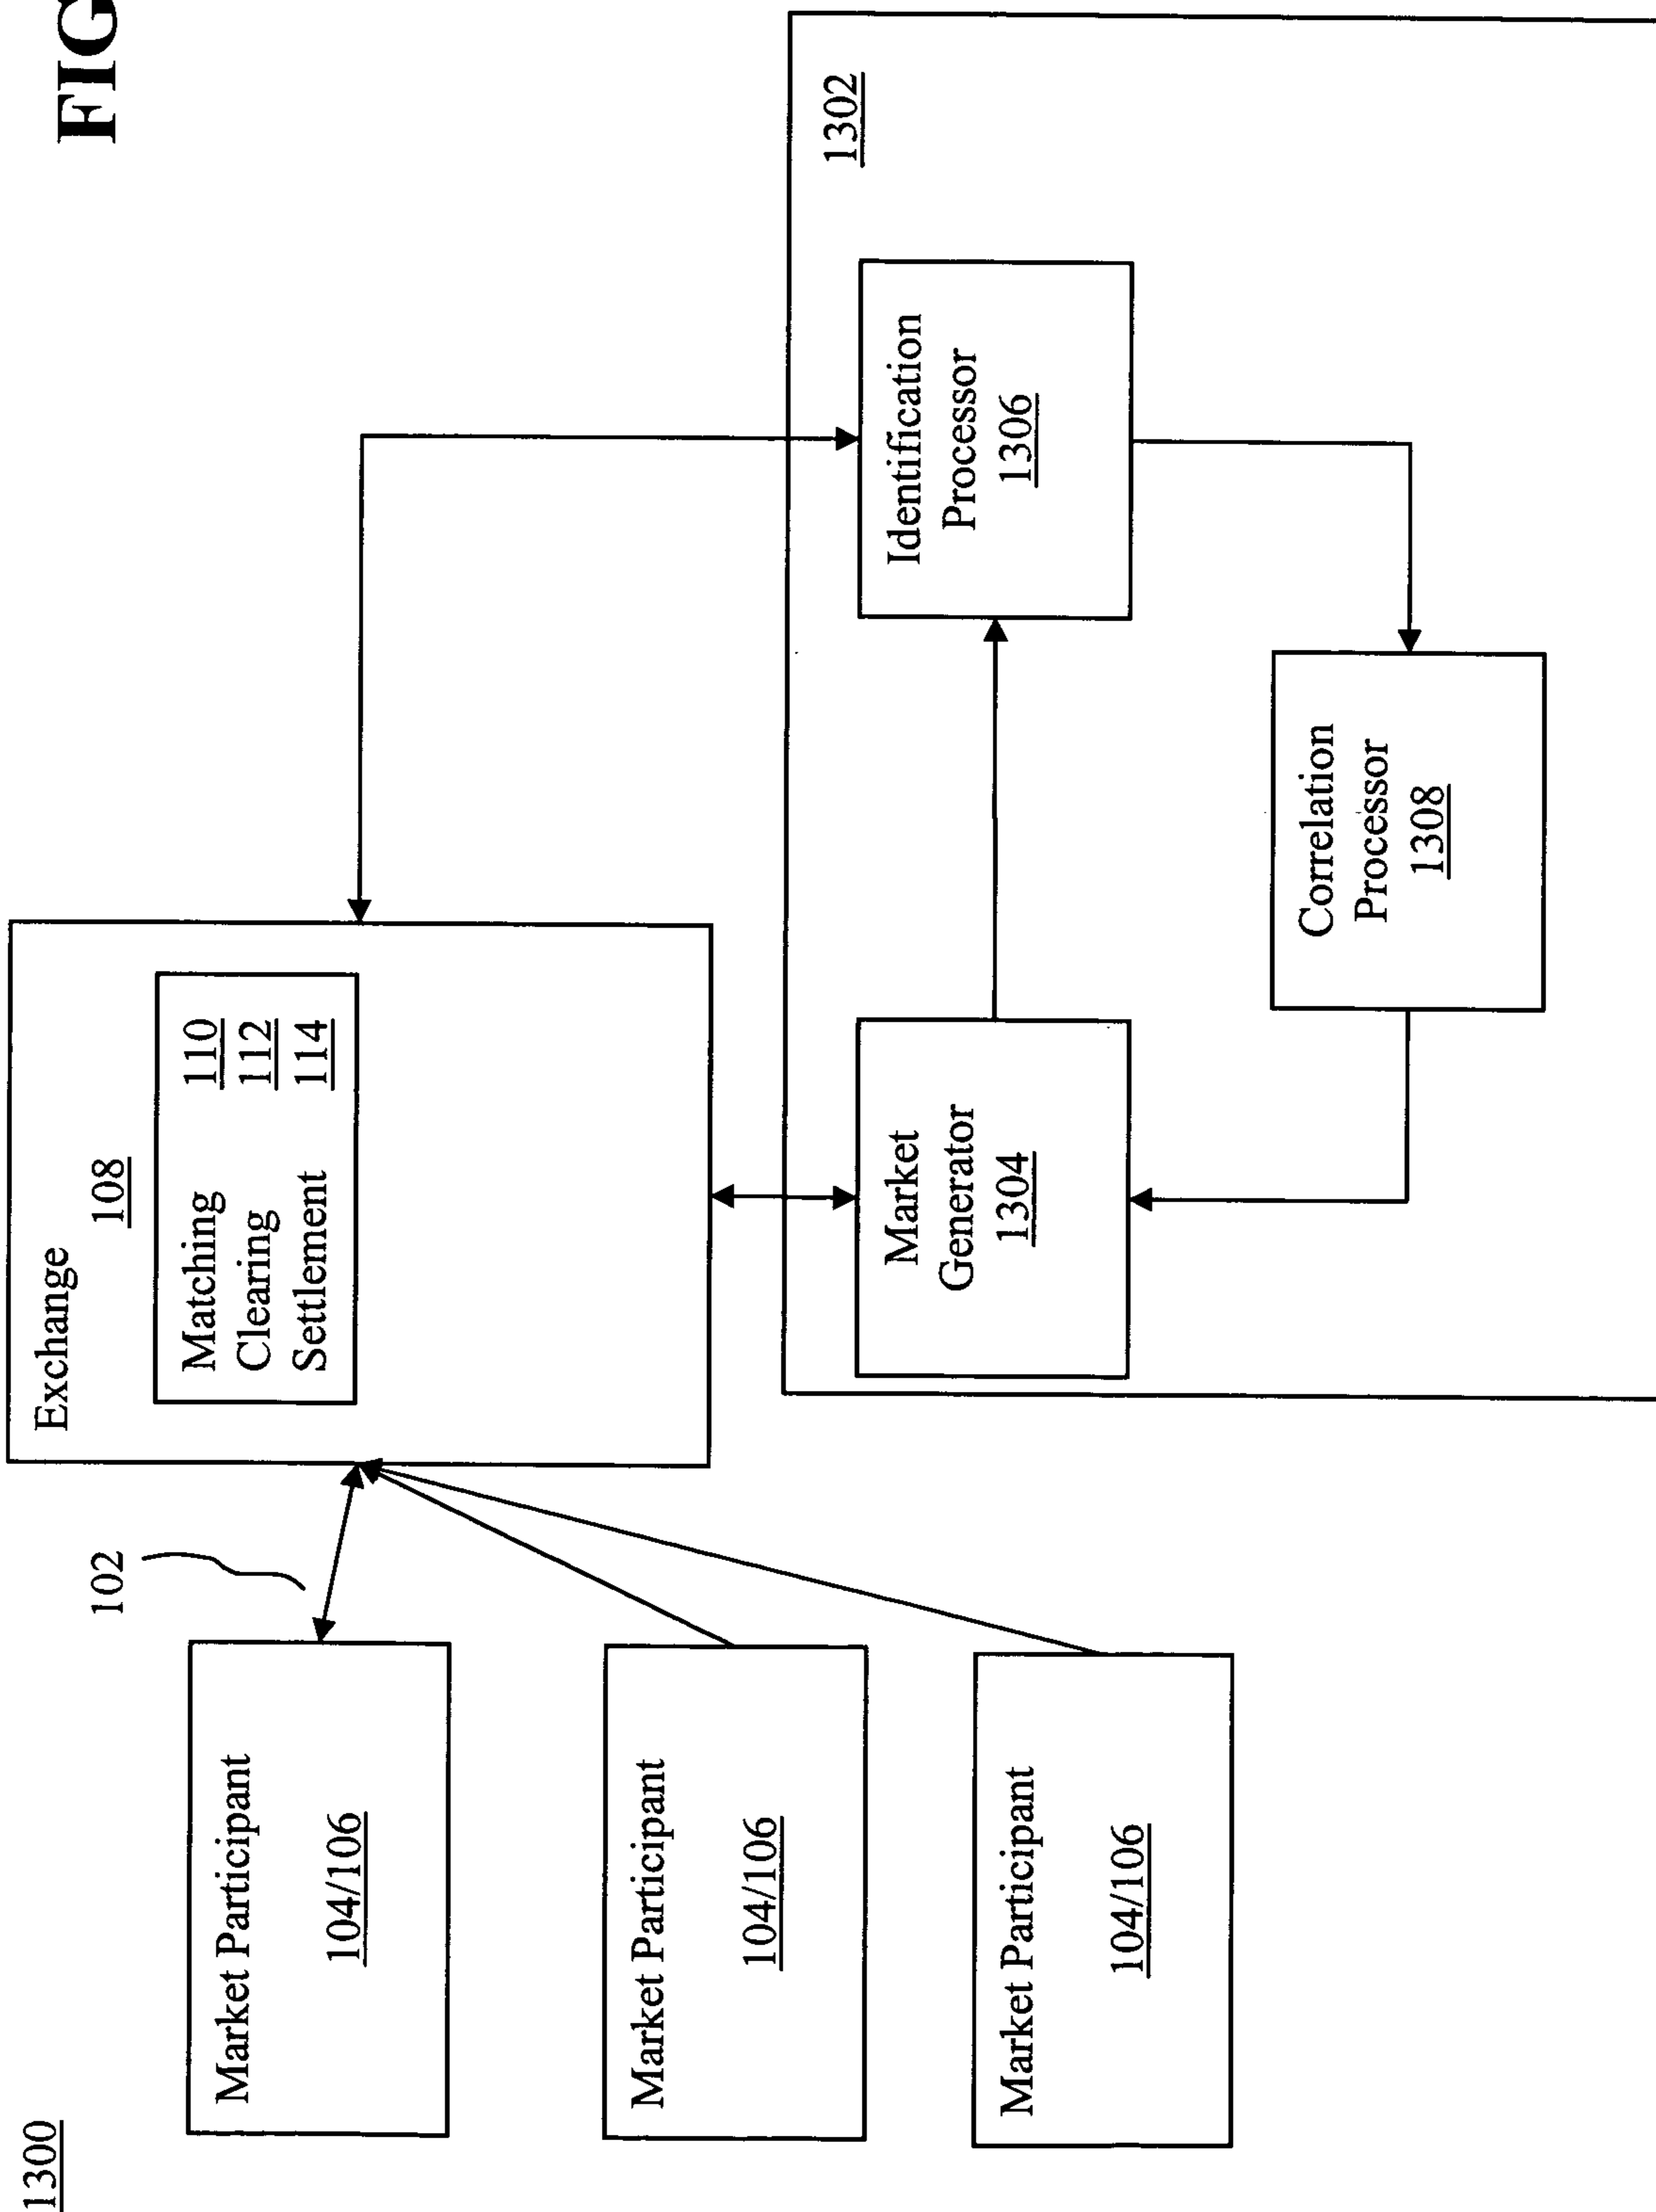 FIG
1300
Market Participant
104/106
Market Participant
104/106
Market Participant
104/106
102
Exchange
108
Matching 110
Clearing 112
Settlement 114
1302
Market
Generator
1304
Identification
Processor
1306
Correlation
Processor
1308